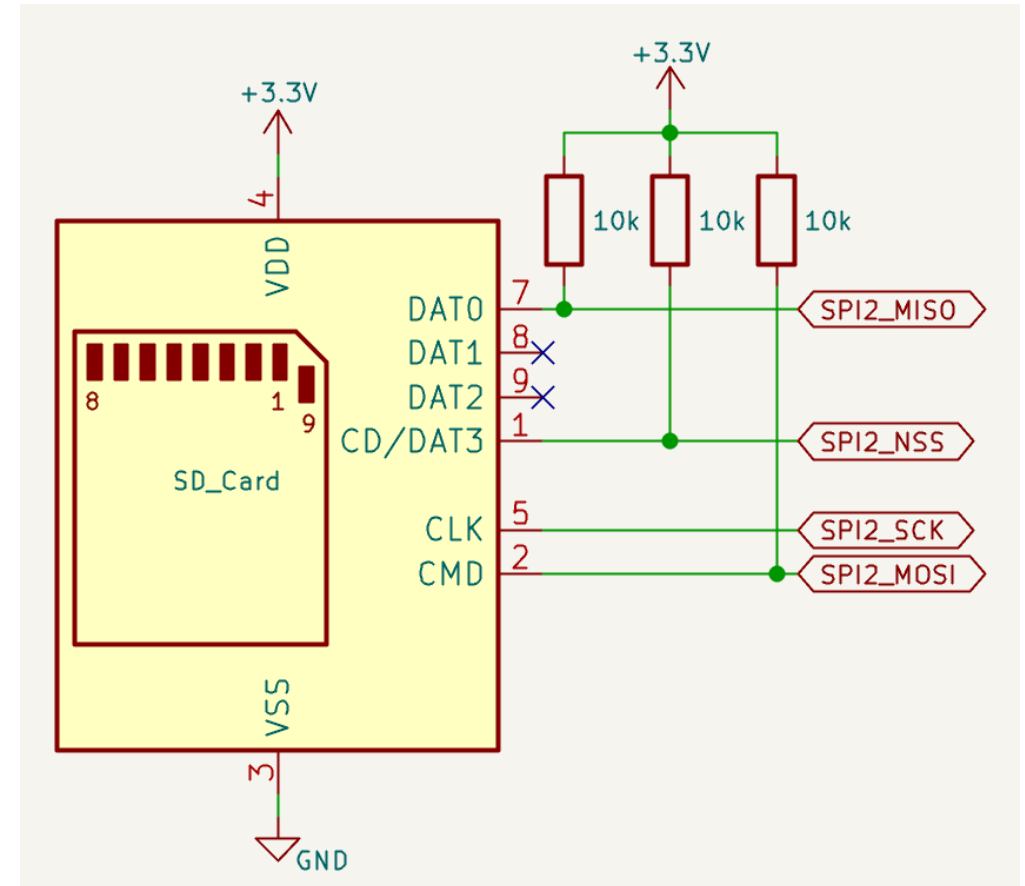 +3.3V
+3.3V
4
VDD
10k
10k
10k
DAT0
7
SPI2_MISO
DAT1
8
DAT2
9
CD/DAT3
1
SPI2_NSS
8
1
9
SD_Card
CLK
5
SPI2_SCK
CMD
2
SPI2_MOSI
VSS
3
GND